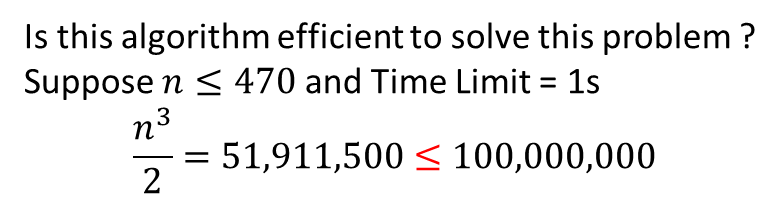 Is this algorithm efficient to solve this problem ?
Suppose n ≤ 470 and Time Limit = 1s
n³/2 = 51,911,500 ≤ 100,000,000